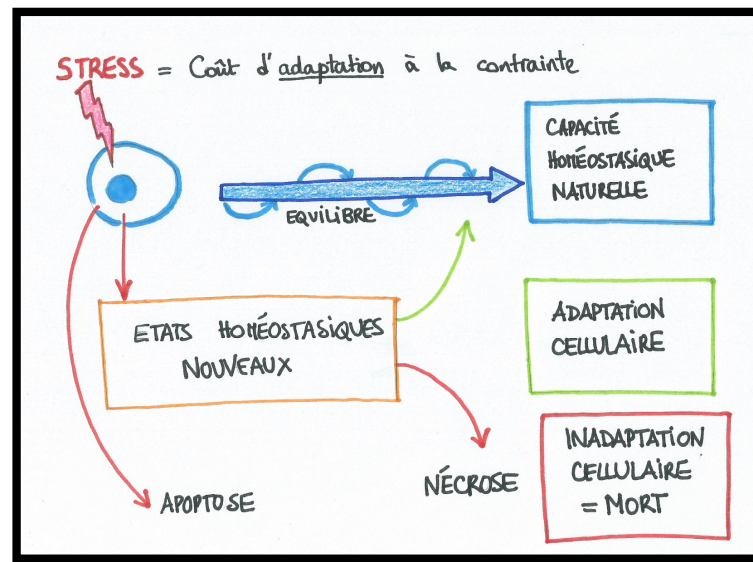 STRESS = Coût d'adaptation à la contrainte
CAPACITÉ
HOMÉOSTASIQUE
NATURELLE
EQUILIBRE
ETATS HOMÉOSTASIQUES
NOUVEAUX
ADAPTATION
CELLULAIRE
INADAPTATION
CELLULAIRE
= MORT
NÉCROSE
APOPTOSE